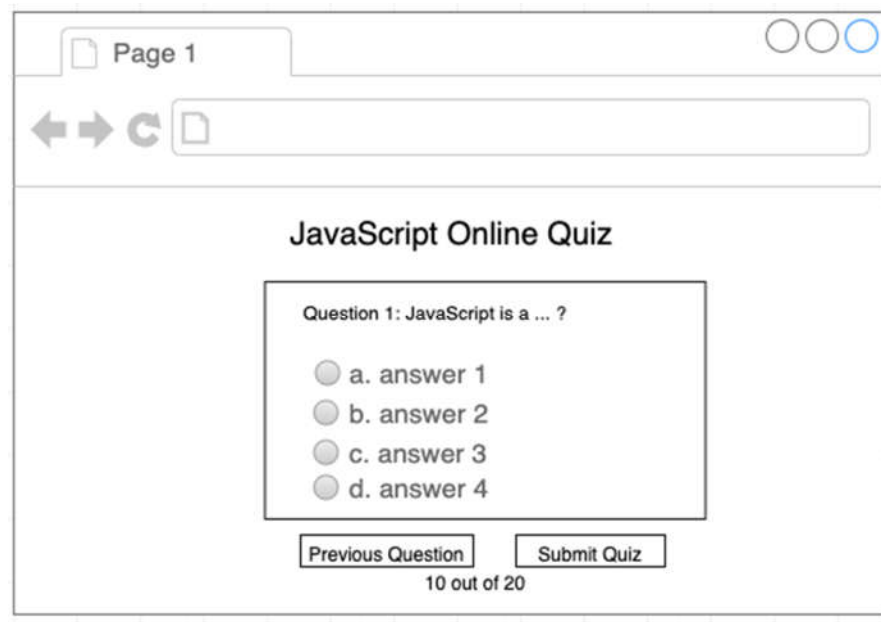 Page 1
JavaScript Online Quiz
Question 1: JavaScript is a ... ?
a. answer 1
b. answer 2
c. answer 3
d. answer 4
Previous Question Submit Quiz
10 out of 20